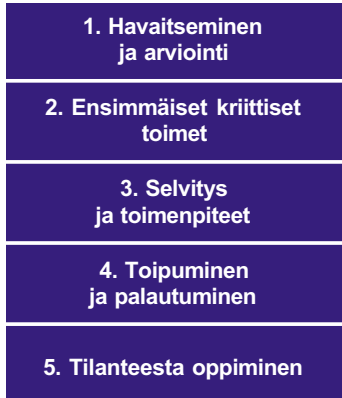 1. Havaitseminen
ja arviointi
2. Ensimmäiset kriittiset
toimet
3. Selvitys
ja toimenpiteet
4. Toipuminen
ja palautuminen
5. Tilanteesta oppiminen